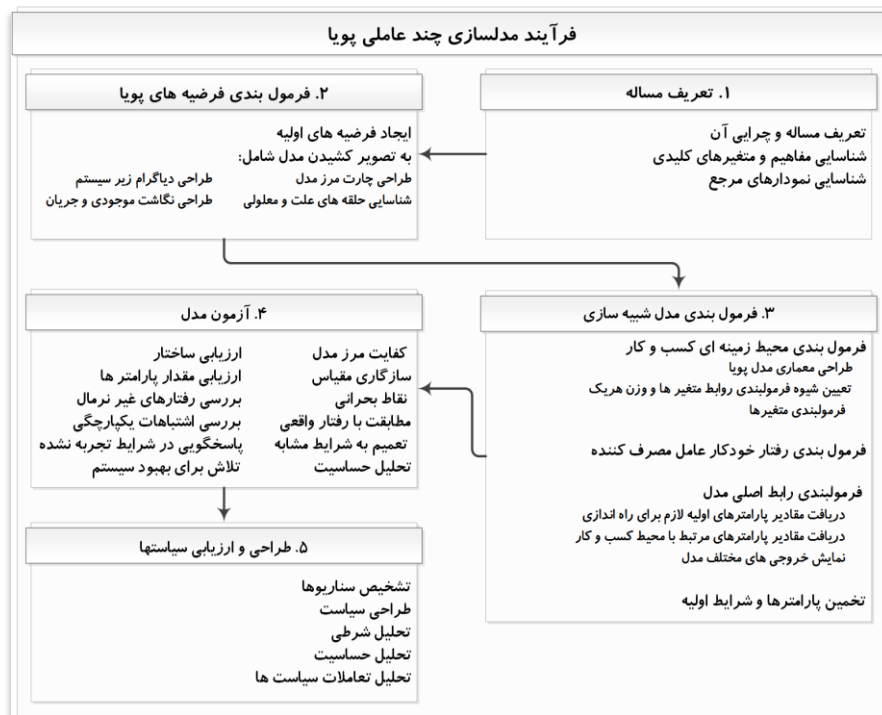 فرآیند مدلسازی چند عاملی پویا
۱. تعریف مساله
تعریف مساله و چرایی آن
شناسایی مفاهیم و متغیرهای کلیدی
شناسایی نمودارهای مرجع
۲. فرمول بندی فرضیه های پویا
ایجاد فرضیه های اولیه
به تصویر کشیدن مدل شامل:
طراحی چارت مرز مدل
طراحی دیاگرام زیر سیستم
شناسایی حلقه های علت و معلولی
طراحی نگاشت موجودی و جریان
۳. فرمول بندی مدل شبیه سازی
فرمول بندی محیط زمینه ای کسب و کار
طراحی معماری مدل پویا
تعیین شیوه فرمولبندی روابط متغیر ها و وزن هریک
فرمولبندی متغیرها
فرمول بندی رفتار خودکار عامل مصرف کننده
فرمولبندی رابط اصلی مدل
دریافت مقادیر پارامترهای اولیه لازم برای راه اندازی
دریافت مقادیر پارامترهای مرتبط با محیط کسب و کار
نمایش خروجی های مختلف مدل
تخمین پارامترها و شرایط اولیه
۴. آزمون مدل
کفایت مرز مدل
ارزیابی ساختار
سازگاری مقیاس
ارزیابی مقدار پارامتر ها
نقاط بحرانی
بررسی رفتارهای غیر نرمال
مطابقت با رفتار واقعی
بررسی اشتباهات یکپارچگی
تعمیم به شرایط مشابه
پاسخگویی در شرایط تجربه نشده
تحلیل حساسیت
تلاش برای بهبود سیستم
۵. طراحی و ارزیابی سیاستها
تشخیص سناریوها
طراحی سیاست
تحلیل شرطی
تحلیل حساسیت
تحلیل تعاملات سیاست ها